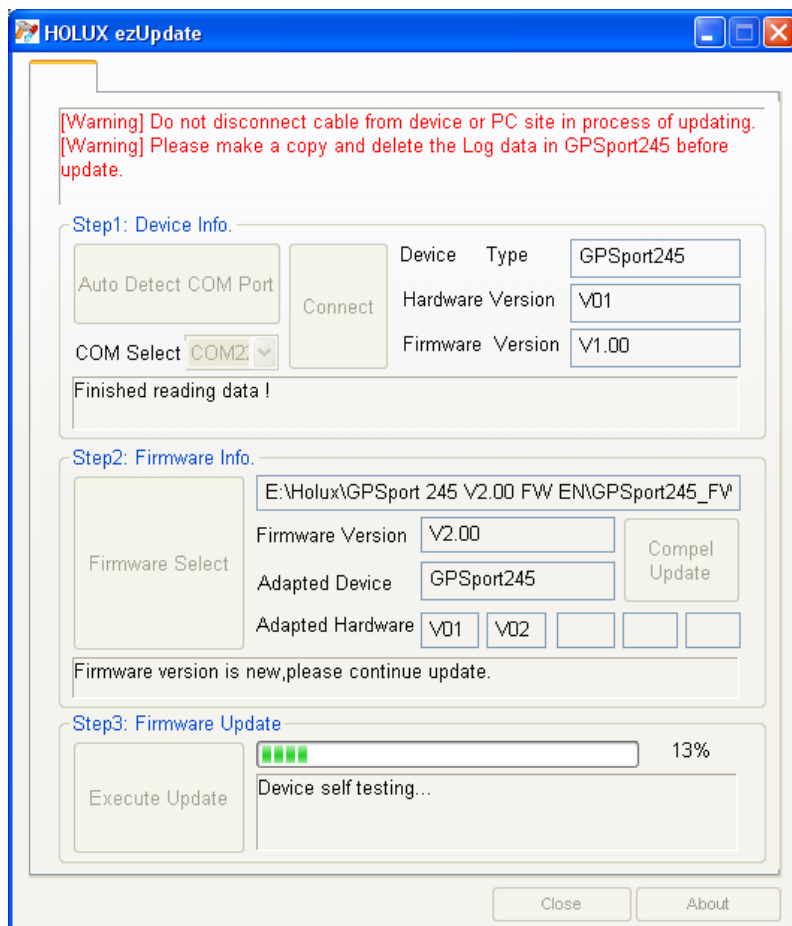 HOLUX ezUpdate
[Warning] Do not disconnect cable from device or PC site in process of updating.
[Warning] Please make a copy and delete the Log data in GPSport245 before
update.
Step1: Device Info.
Auto Detect COM Port
Connect
Device Type GPSport245
Hardware Version V01
Firmware Version V1.00
COM Select
Finished reading data !
Step2: Firmware Info.
Firmware Select
E:\Holux\GPSport 245 V2.00 FW EN\GPSport245_
Firmware Version V2.00
Compel
Update
Adapted Device GPSport245
Adapted Hardware V01 V02
Firmware version is new,please continue update.
Step3: Firmware Update
Execute Update
13%
Device self testing...
Close About